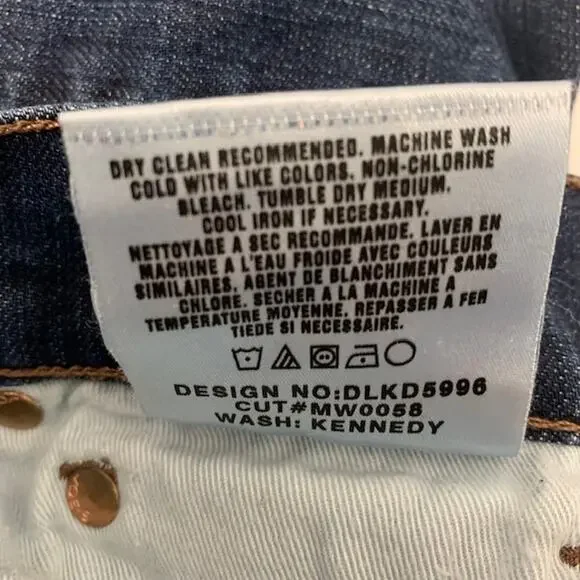 DRY CLEAN RECOMMENDED. MACHINE WASH
COLD WITH LIKE COLORS. NON-CHLORINE
BLEACH. TUMBLE DRY MEDIUM.
COOL IRON IF NECESSARY.
NETTOYAGE A SEC RECOMMANDE. LAVER EN
MACHINE A L'EAU FROIDE AVEC COULEURS
SIMILAIRES. AGENT DE BLANCHIMENT SANS
CHLORE. SECHER A LA MACHINE A
TEMPERATURE MOYENNE. REPASSER A FER
TIEDE SI NECESSAIRE.
DESIGN NO:DLKD5996
CUT#MW0058
WASH: KENNEDY